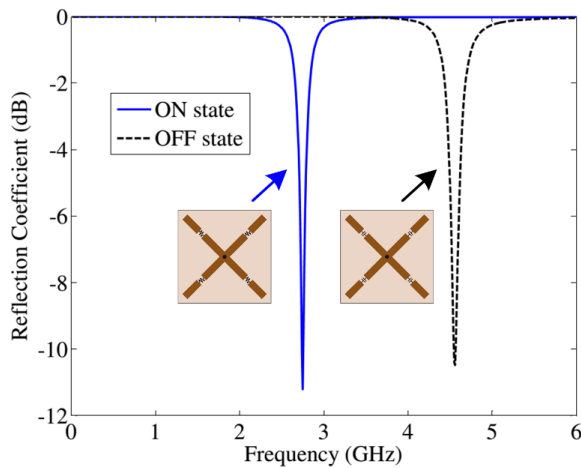 0
-2
-4
-6
-8
-10
-12
Reflection Coefficient (dB)
ON state
OFF state
0 1 2 3 4 5 6
Frequency (GHz)